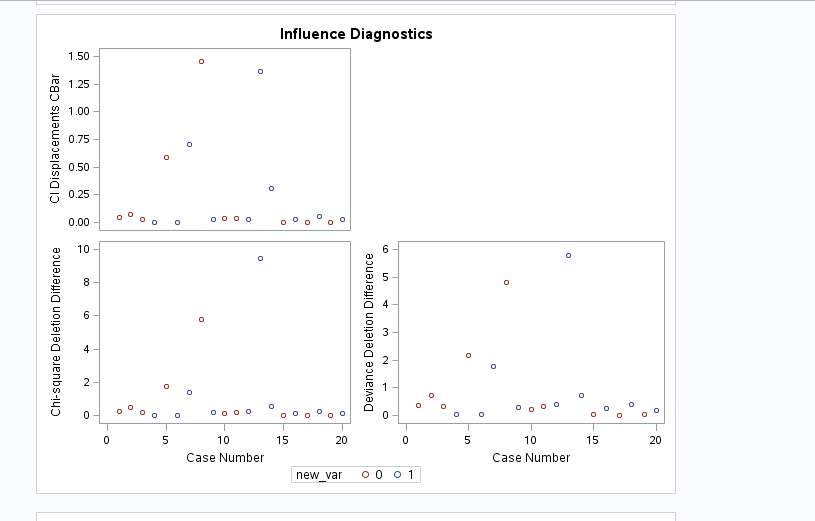 Influence Diagnostics
CI Displacements CBar
1.50
1.25
1.00
0.75
0.50
0.25
0.00
Chi-square Deletion Difference
10
8
6
4
2
0
0 5 10 15 20
Case Number
Deviance Deletion Difference
6
5
4
3
2
1
0
0 5 10 15 20
Case Number
new_var 0 1